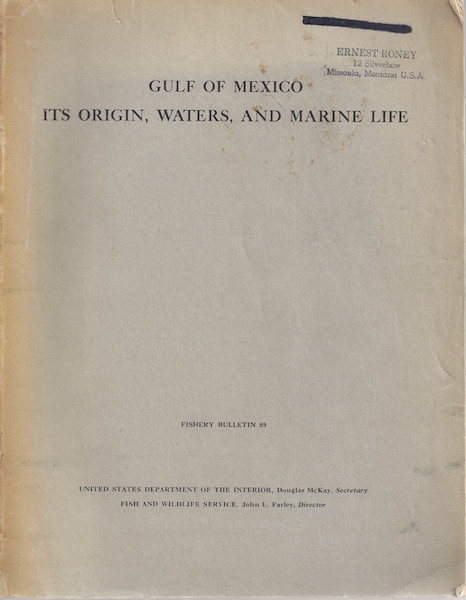 ERNEST RONEY
12 Silverbow
Missoula, Montana U.S.A.
GULF OF MEXICO
ITS ORIGIN, WATERS, AND MARINE LIFE
FISHERY BULLETIN 89
UNITED STATES DEPARTMENT OF THE INTERIOR, Douglas McKay, Secretary
FISH AND WILDLIFE SERVICE, John L. Farley, Director